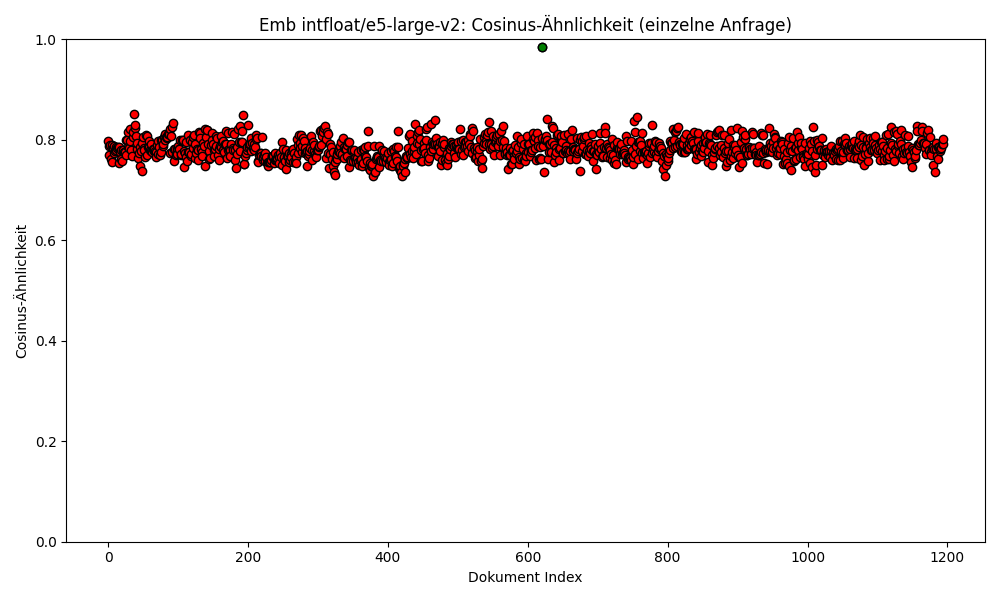 Emb intfloat/e5-large-v2: Cosinus-Ähnlichkeit (einzelne Anfrage)
1.0
0.8
0.6
0.4
0.2
0.0
Cosinus-Ähnlichkeit
0 200 400 600 800 1000 1200
Dokument Index